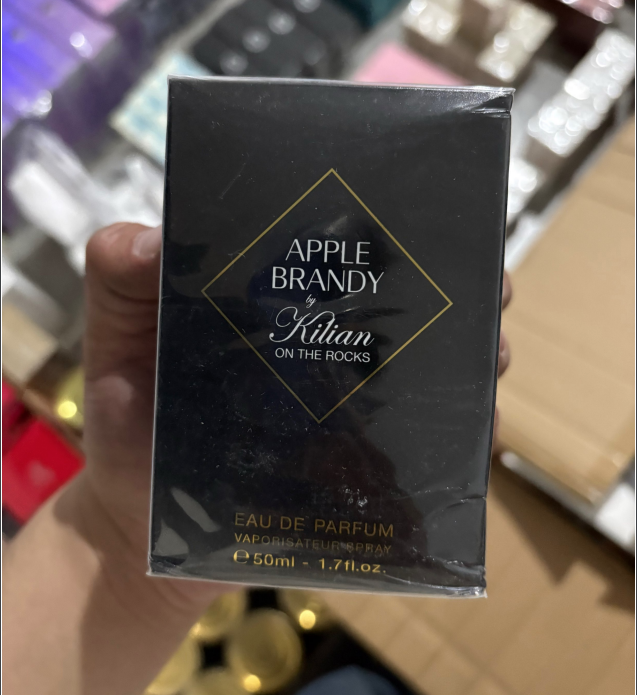 APPLE
BRANDY
by
Kilian
ON THE ROCKS
EAU DE PARFUM
VAPORISATEUR-SPRAY
℮ 50ml - 1.7fl.oz.